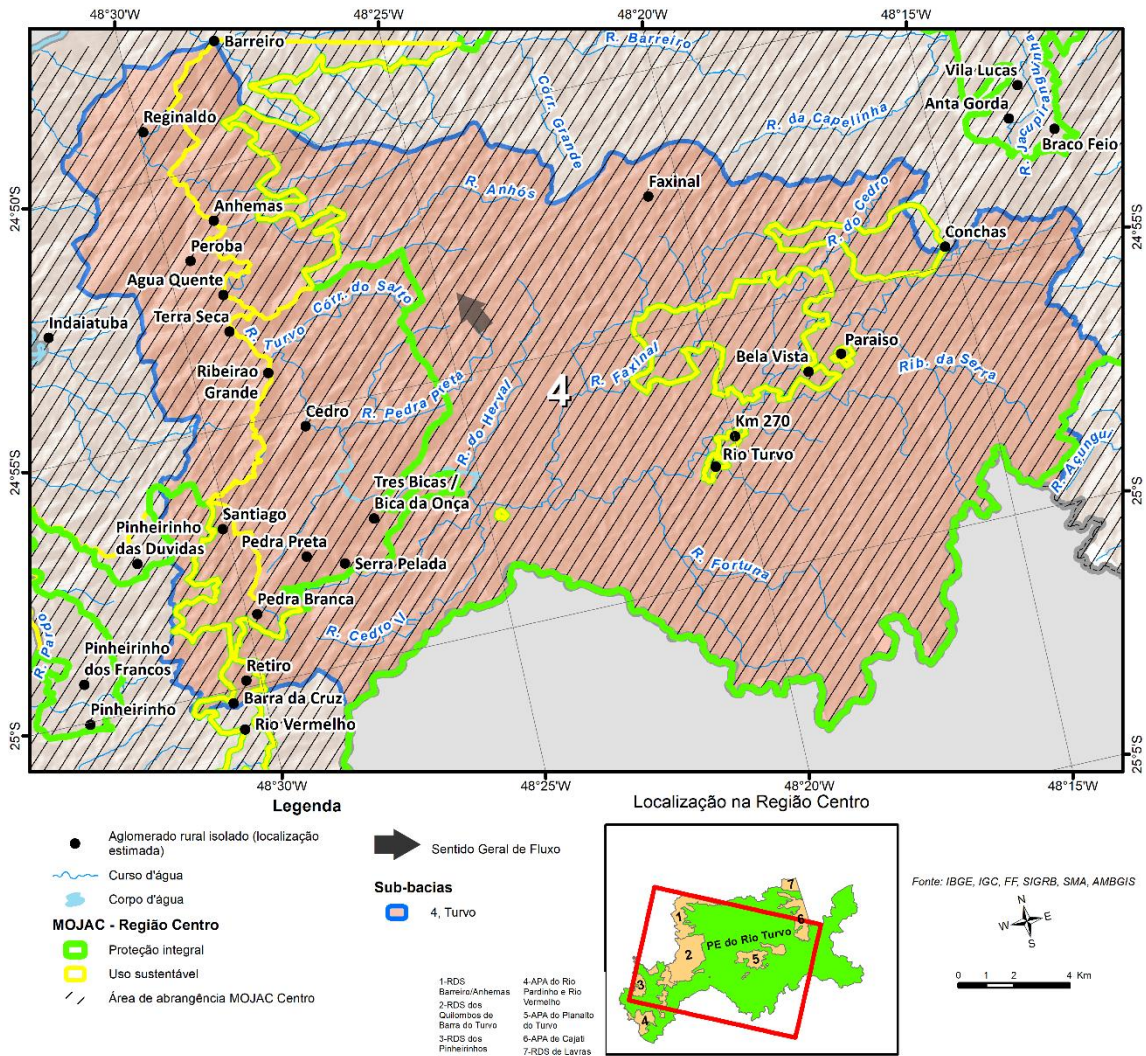 48°30'W
48°25'W
48°20'W
48°15'W
Barreiro
R. Barreiro
Vila Lucas
R. Jacupiranguinha
Anta Gorda
Braco Feio
Córr. Grande
R. da Capelinha
Reginaldo
R. Anhós
Faxinal
R. do Cedro
24°50'S
24°55'S
Anhemas
Conchas
Peroba
Agua Quente
Córr. do Salto
Terra Seca
R. Turvo
Indaiatuba
Ribeirao
Grande
R. Faxinal
Bela Vista
Paraiso
Rib. da Serra
4
R. Pedra Preta
Cedro
R. do Herval
Km 270
Rio Turvo
24°55'S
25°S
R. Açunguí
Tres Bicas /
Bica da Onça
Santiago
Pinheirinho
das Duvidas
Pedra Preta
Serra Pelada
R. Fortuna
Pedra Branca
R. Cedro
R. Pardo
Pinheirinho
dos Francos
Retiro
Barra da Cruz
Pinheirinho
Rio Vermelho
25°S
25°5'S
48°30'W
48°25'W
48°20'W
48°15'W
Legenda
Aglomerado rural isolado (localização
estimada)
Curso d'água
Corpo d'água
MOJAC - Região Centro
Proteção integral
Uso sustentável
Área de abrangência MOJAC Centro
Sentido Geral de Fluxo
Sub-bacias
4, Turvo
Localização na Região Centro
7
1
6
PE do Rio Turvo
2
5
3
4
1-RDS
Barreiro/Anhemas
2-RDS dos
Quilombos de
Barra do Turvo
3-RDS dos
Pinheirinhos
4-APA do Rio
Pardinho e Rio
Vermelho
5-APA do Planalto
do Turvo
6-APA de Cajati
7-RDS de Lavras
Fonte: IBGE, IGC, FF, SIGRB, SMA, AMBGIS
N
W
E
S
0 1 2 4 Km